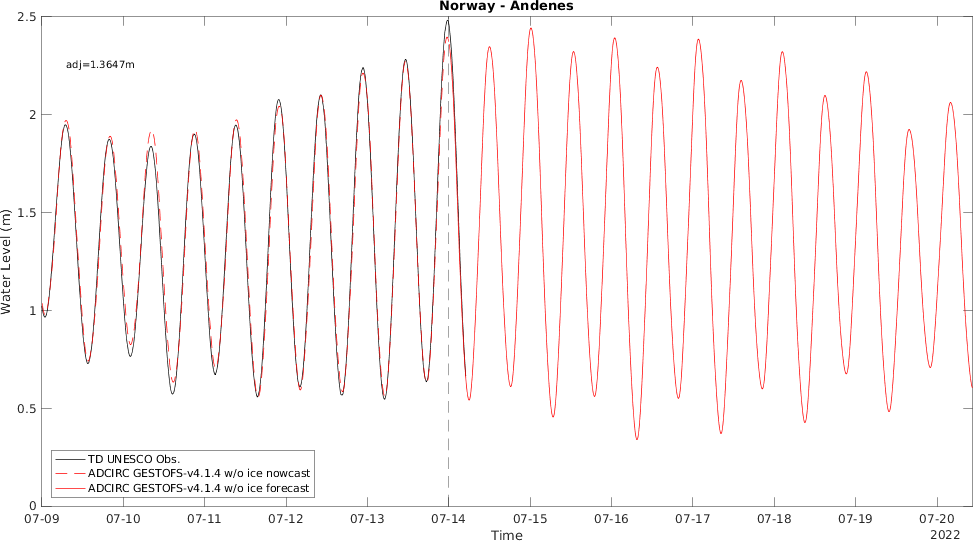 Norway - Andenes
adj=1.3647m
Water Level (m)
2.5
2
1.5
1
0.5
0
TD UNESCO Obs.
ADCIRC GESTOFS-v4.1.4 w/o ice nowcast
ADCIRC GESTOFS-v4.1.4 w/o ice forecast
07-09 07-10 07-11 07-12 07-13 07-14 07-15 07-16 07-17 07-18 07-19 07-20
Time
2022